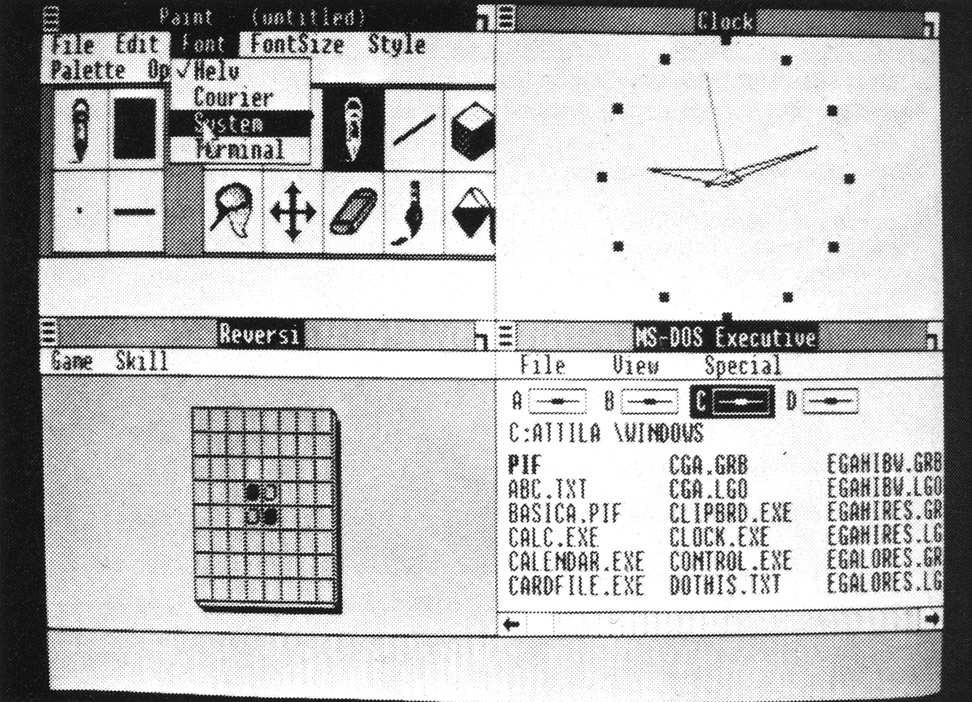 Paint (untitled)
File Edit Font FontSize Style
Palette Op
✓Helv
Courier
System
Terminal
Clock
Reversi
Game Skill
MS-DOS Executive
File View Special
A B C D
C:ATTILA \WINDOWS
PIF CGA.GRB EGAHIBW.GRB
ABC.TXT CGA.LGO EGAHIBW.LGO
BASICA.PIF CLIPBRD.EXE EGAHIRES.GR
CALC.EXE CLOCK.EXE EGAHIRES.LG
CALENDAR.EXE CONTROL.EXE EGALORES.GR
CARDFILE.EXE DOTHIS.TXT EGALORES.LG